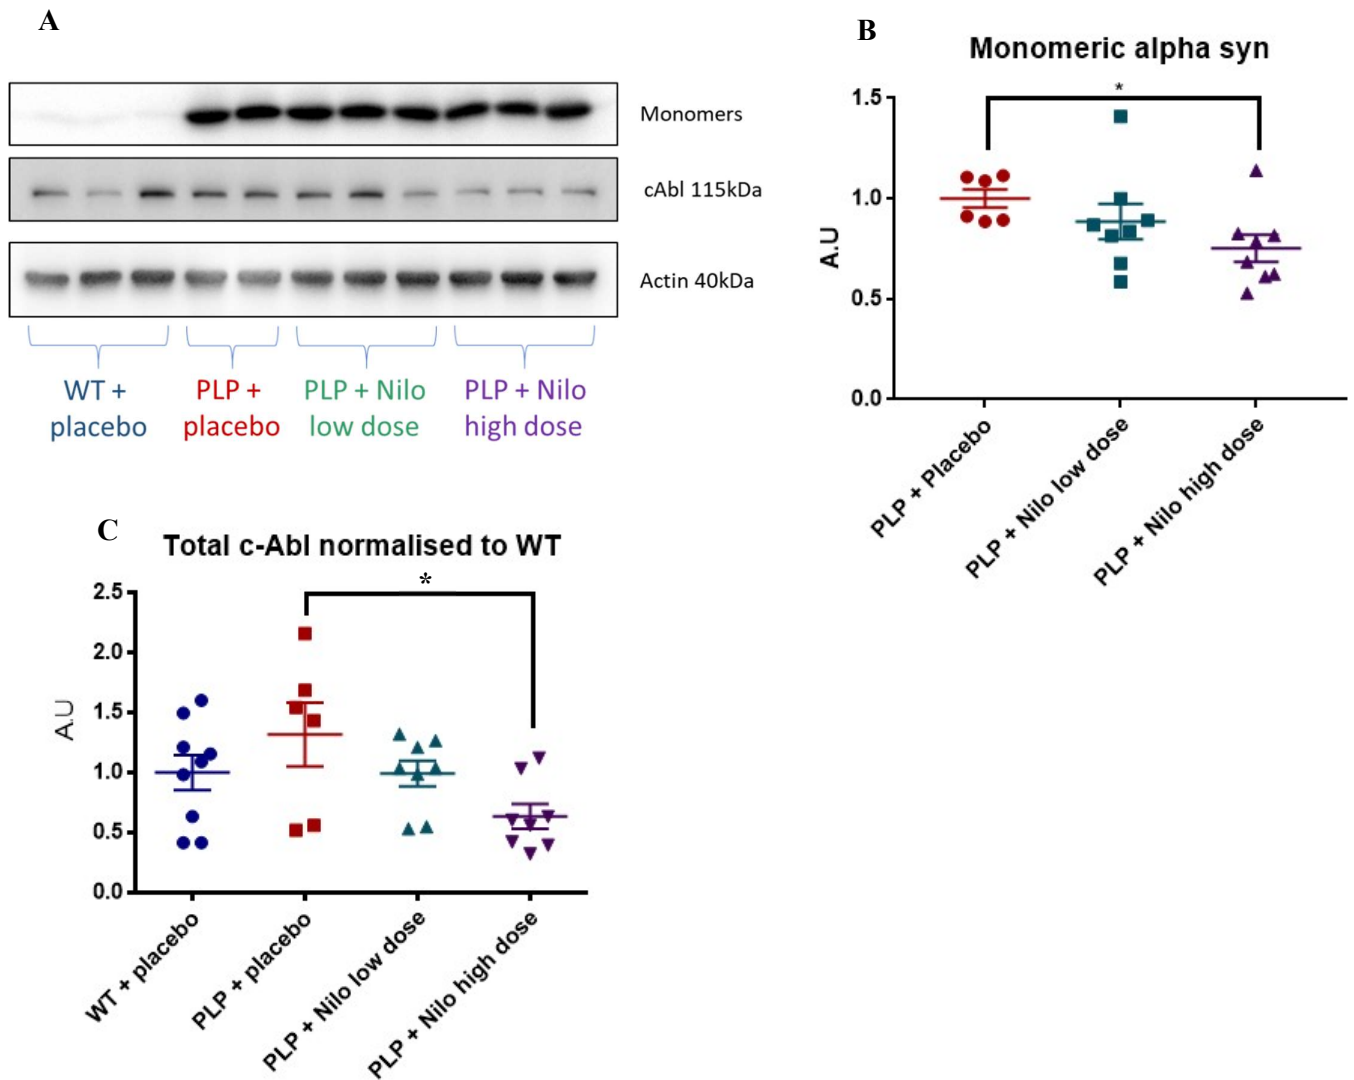 A
Monomers
cAbl 115kDa
Actin 40kDa
WT +
placebo
PLP +
placebo
PLP + Nilo
low dose
PLP + Nilo
high dose
B
Monomeric alpha syn
*
1.5
1.0
0.5
0.0
A.U
PLP + Placebo
PLP + Nilo low dose
PLP + Nilo high dose
C
Total c-Abl normalised to WT
*
2.5
2.0
1.5
1.0
0.5
0.0
A.U
WT + placebo
PLP + placebo
PLP + Nilo low dose
PLP + Nilo high dose